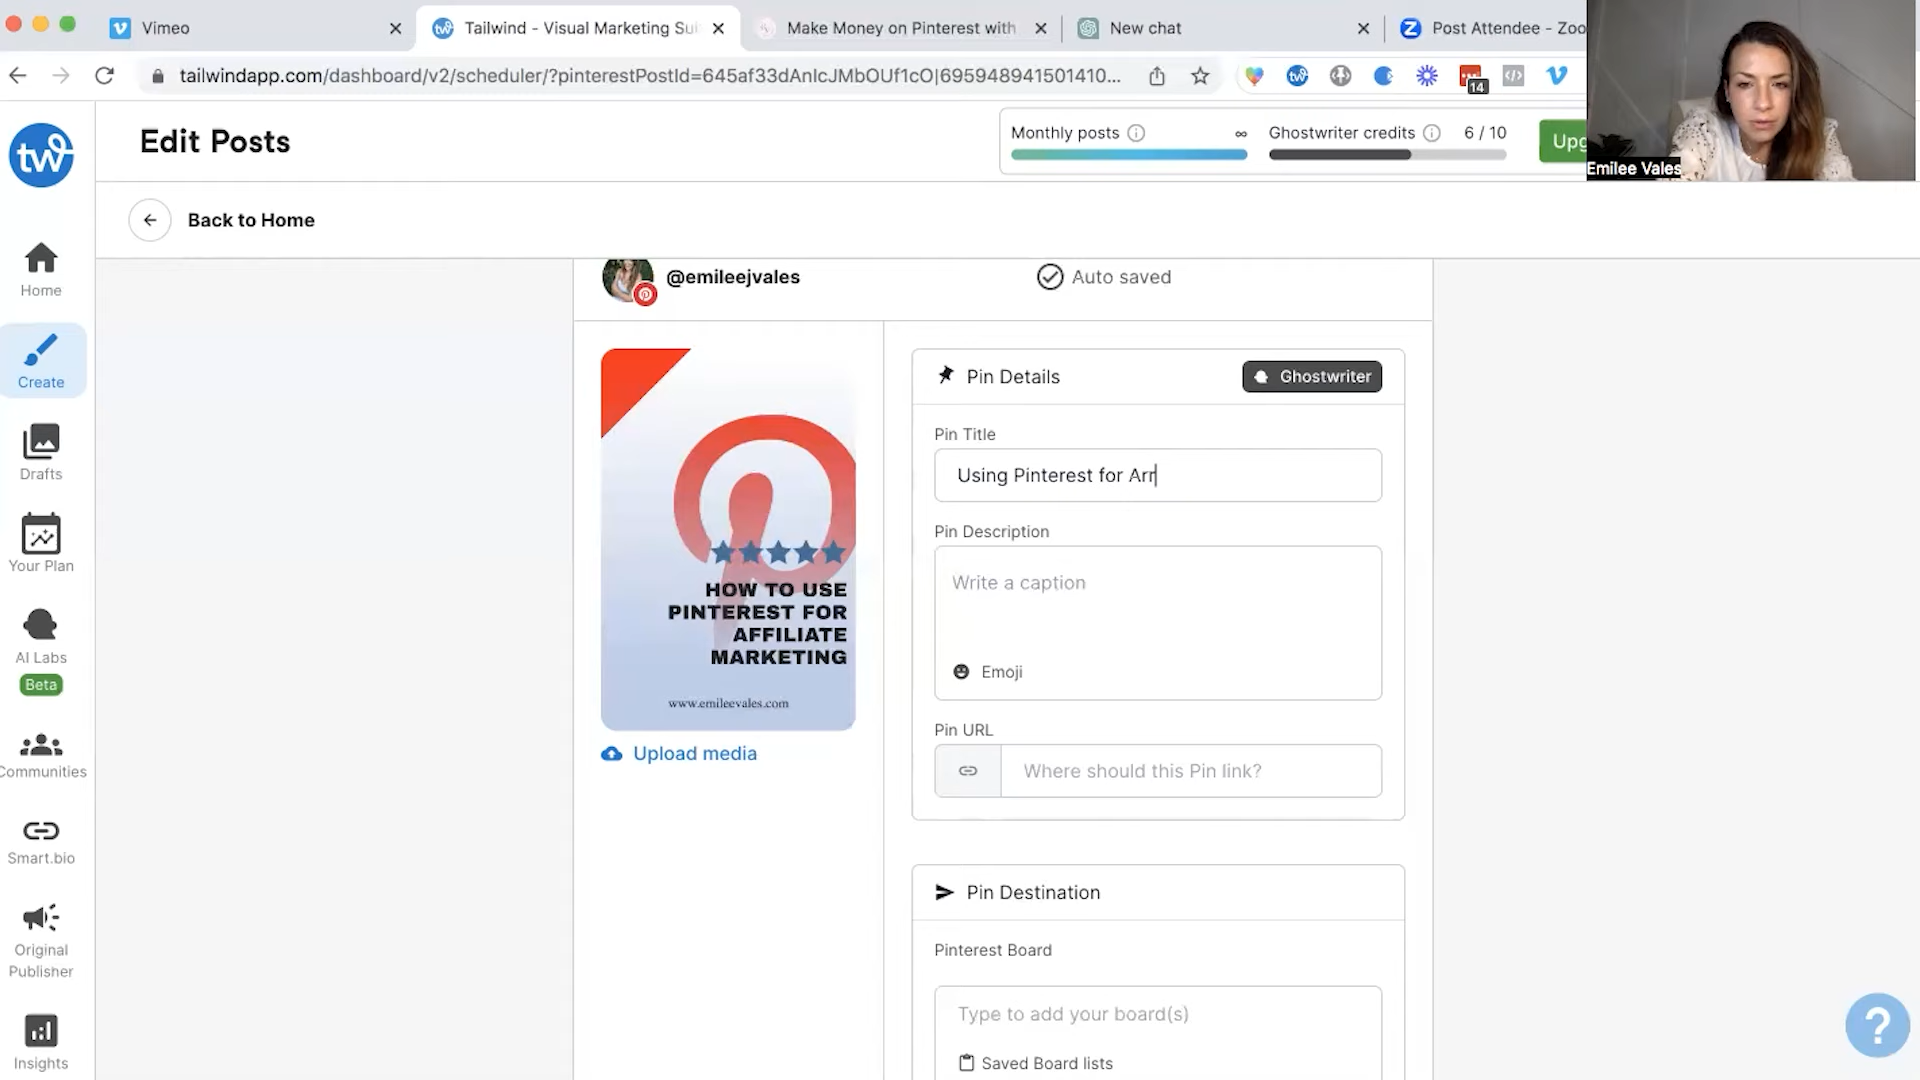 Vimeo
Tailwind - Visual Marketing Sui
Make Money on Pinterest with
New chat
Post Attendee - Zoo
tailwindapp.com/dashboard/v2/scheduler/?pinterestPostId=645af33dAnIcJMbOUf1cO|695948941501410...
14
tw
Edit Posts
Monthly posts
∞
Ghostwriter credits
6 / 10
Upg
Emilee Vales
Back to Home
Home
Create
Drafts
Your Plan
AI Labs
Beta
Communities
Smart.bio
Original
Publisher
Insights
@emileejvales
Auto saved
HOW TO USE
PINTEREST FOR
AFFILIATE
MARKETING
www.emileevales.com
Upload media
Pin Details
Ghostwriter
Pin Title
Using Pinterest for Arr
Pin Description
Write a caption
Emoji
Pin URL
Where should this Pin link?
Pin Destination
Pinterest Board
Type to add your board(s)
Saved Board lists
?